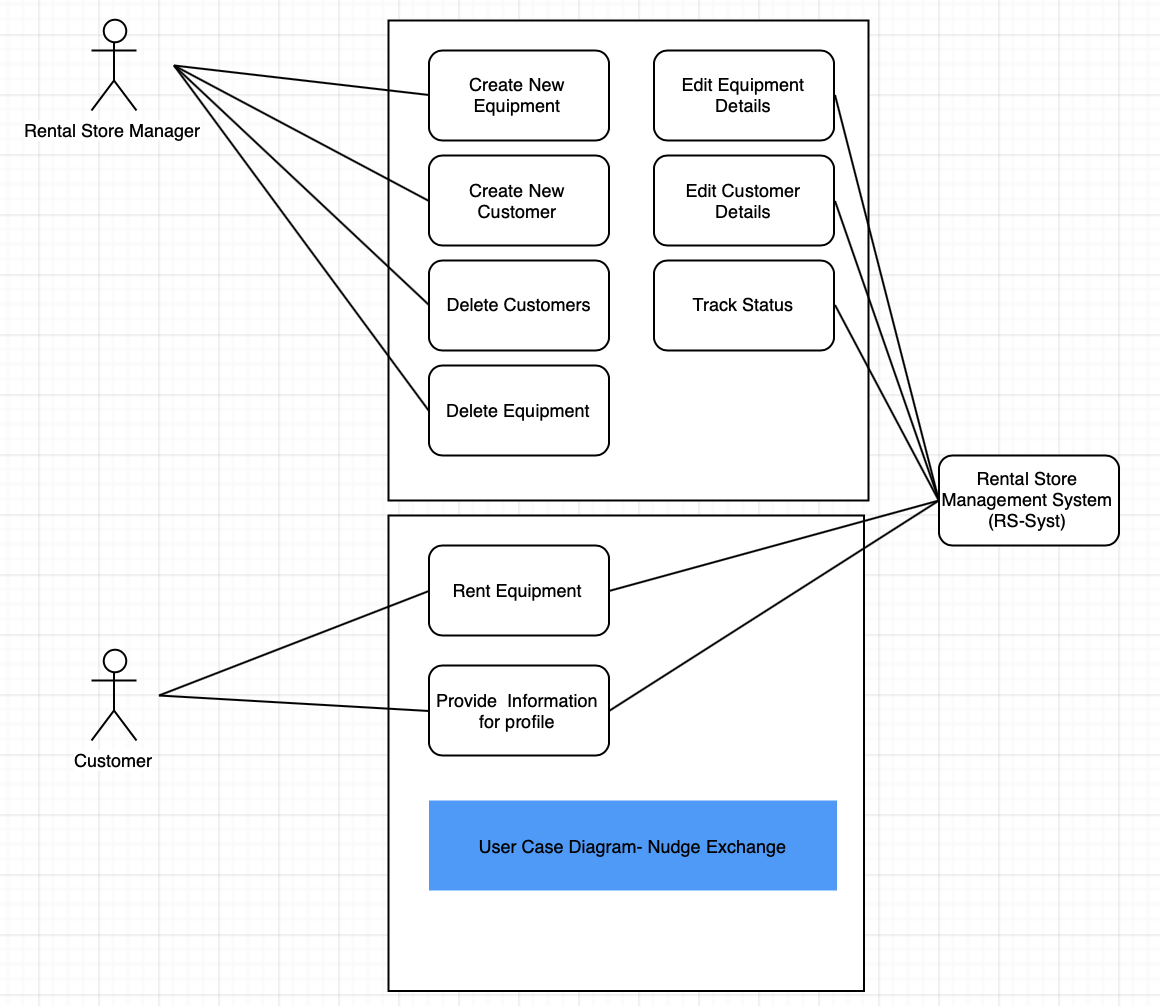 Rental Store Manager
Create New
Equipment
Edit Equipment
Details
Create New
Customer
Edit Customer
Details
Delete Customers
Track Status
Delete Equipment
Rental Store
Management System
(RS-Syst)
Rent Equipment
Customer
Provide  Information
for profile
User Case Diagram- Nudge Exchange